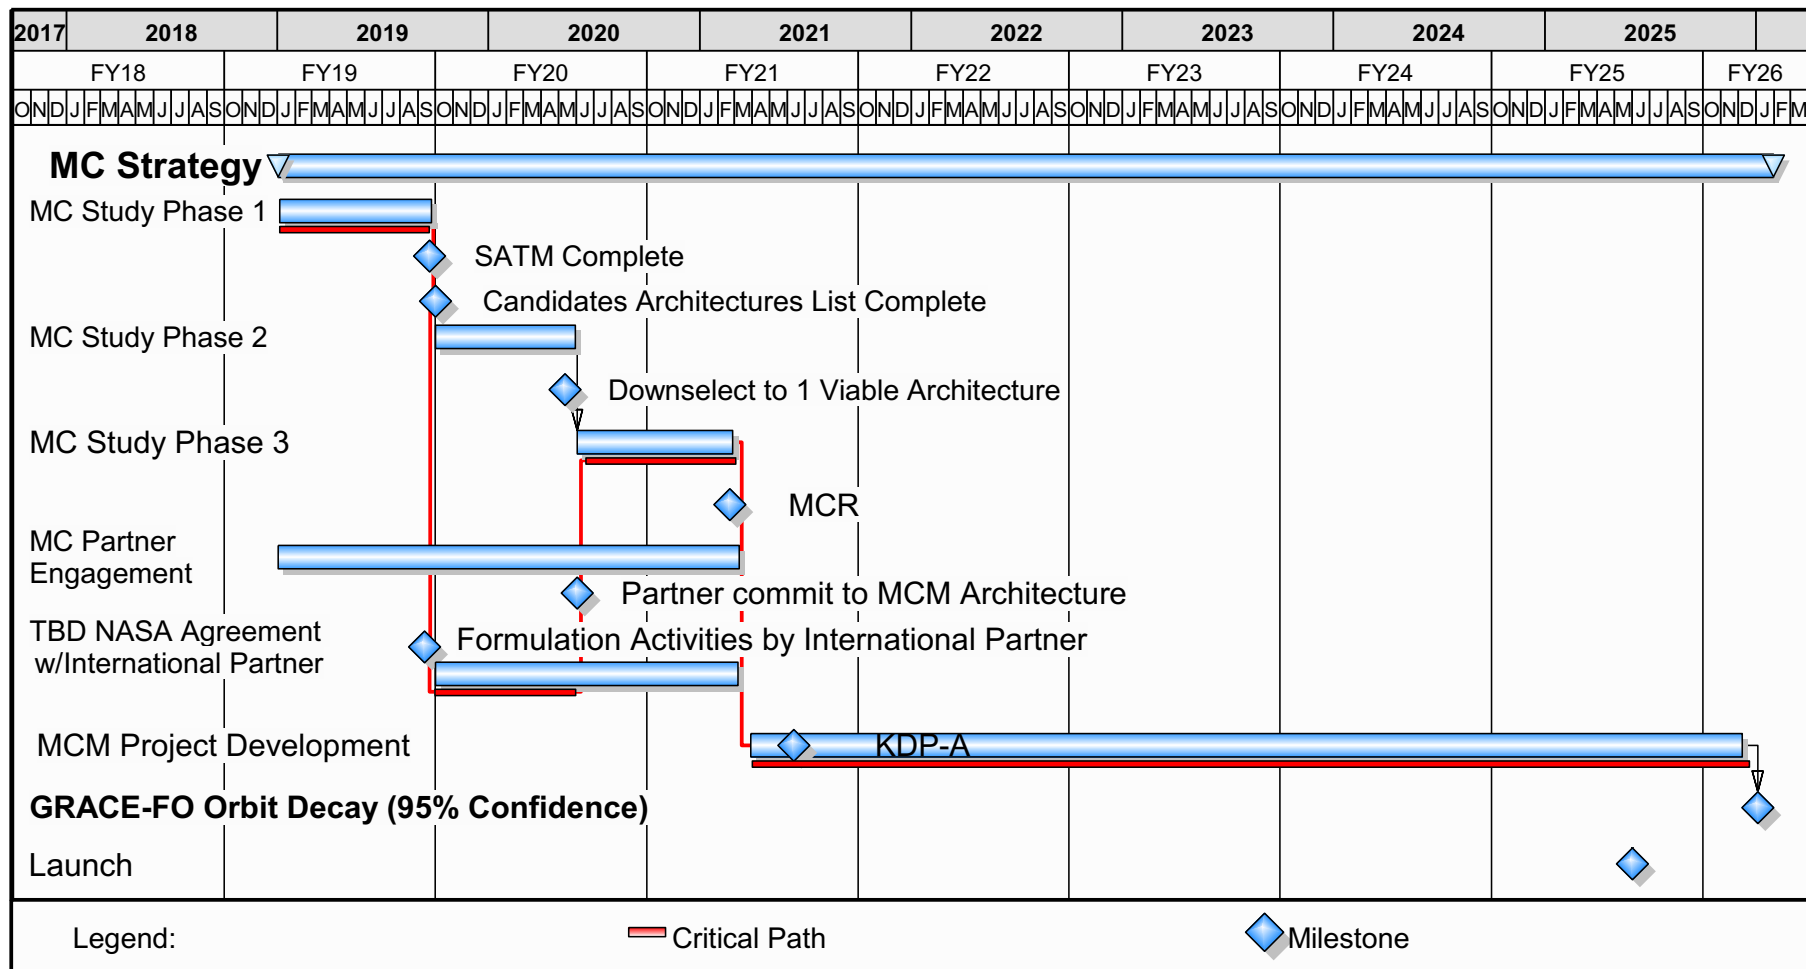 2017 2018 2019 2020 2021 2022 2023 2024 2025
FY18 FY19 FY20 FY21 FY22 FY23 FY24 FY25 FY26
O N D J F M A M J J A S O N D J F M A M J J A S O N D J F M A M J J A S O N D J F M A M J J A S O N D J F M A M J J A S O N D J F M A M J J A S O N D J F M A M J J A S O N D J F M A M J J A S O N D J F M
MC Strategy
MC Study Phase 1
SATM Complete
Candidates Architectures List Complete
MC Study Phase 2
Downselect to 1 Viable Architecture
MC Study Phase 3
MCR
MC Partner
Engagement
Partner commit to MCM Architecture
TBD NASA Agreement
w/International Partner
Formulation Activities by International Partner
MCM Project Development
KDP-A
GRACE-FO Orbit Decay (95% Confidence)
Launch
Legend: Critical Path Milestone